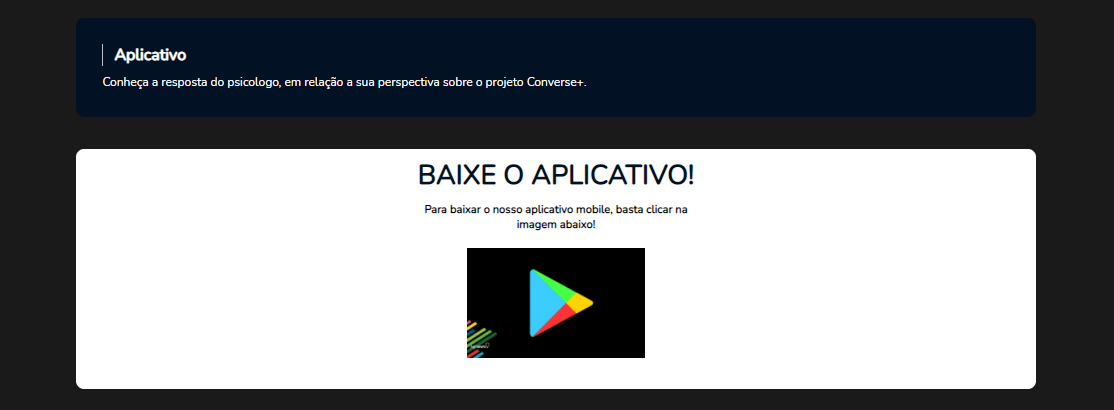 Aplicativo
Conheça a resposta do psicologo, em relação a sua perspectiva sobre o projeto Converse+.
BAIXE O APLICATIVO!
Para baixar o nosso aplicativo mobile, basta clicar na
imagem abaixo!